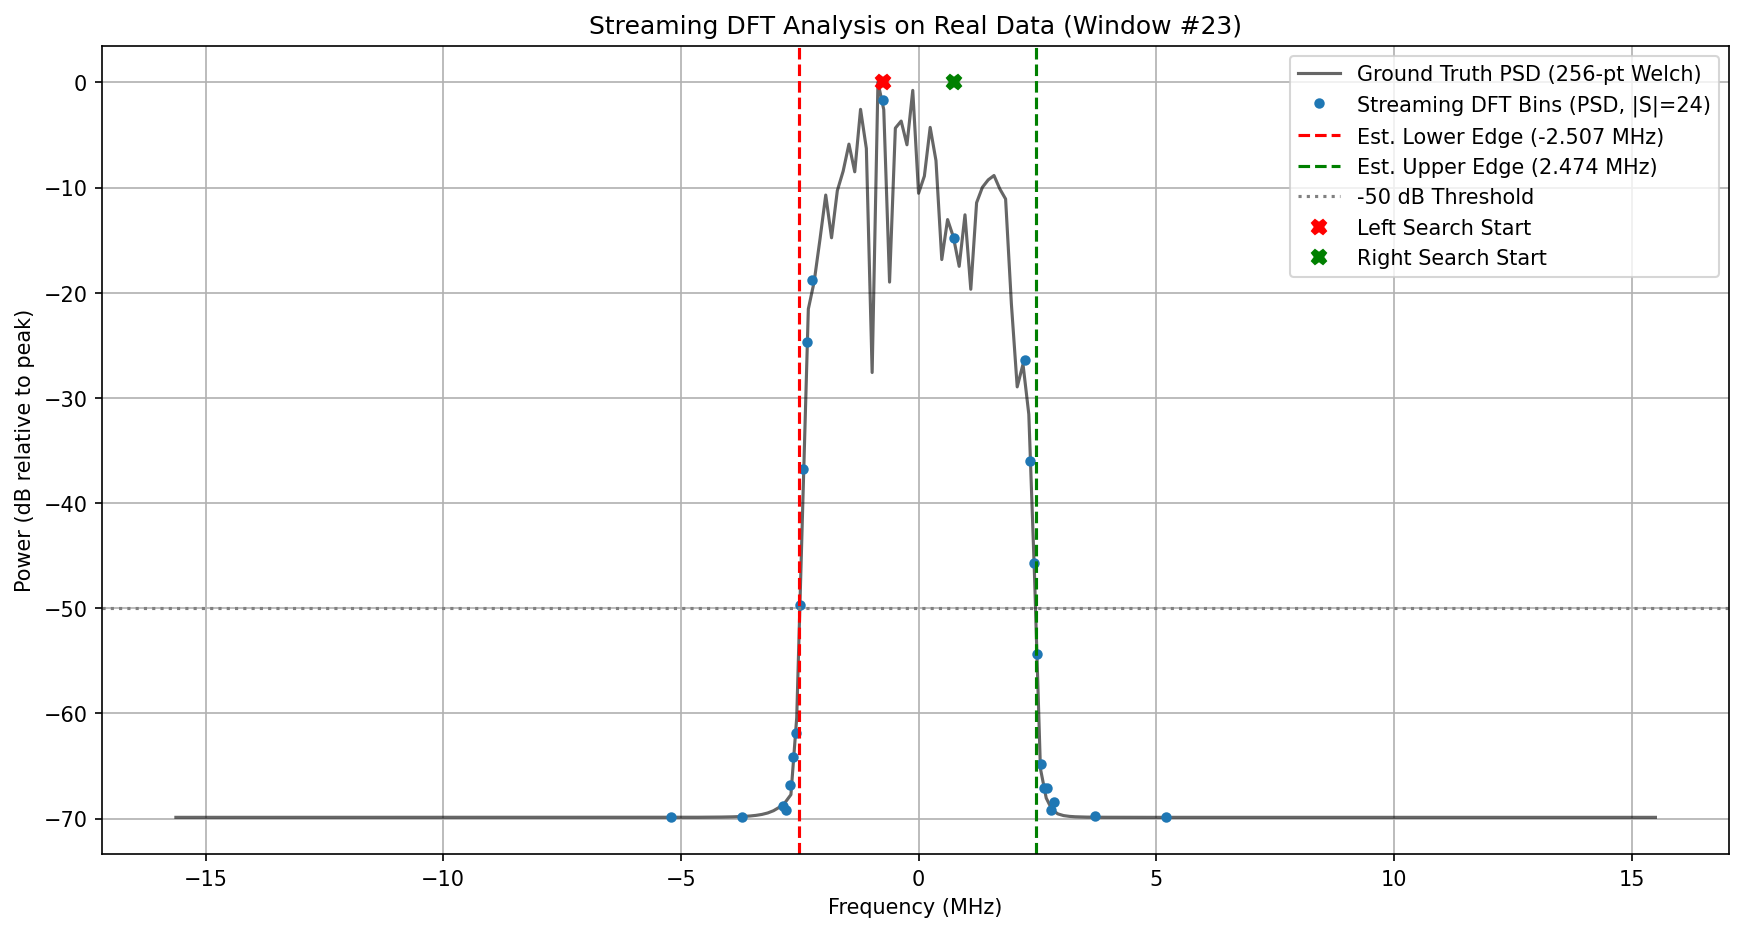 Streaming DFT Analysis on Real Data (Window #23)
Ground Truth PSD (256-pt Welch)
Streaming DFT Bins (PSD, |S|=24)
Est. Lower Edge (-2.507 MHz)
Est. Upper Edge (2.474 MHz)
-50 dB Threshold
Left Search Start
Right Search Start
Power (dB relative to peak)
0
−10
−20
−30
−40
−50
−60
−70
−15
−10
−5
0
5
10
15
Frequency (MHz)